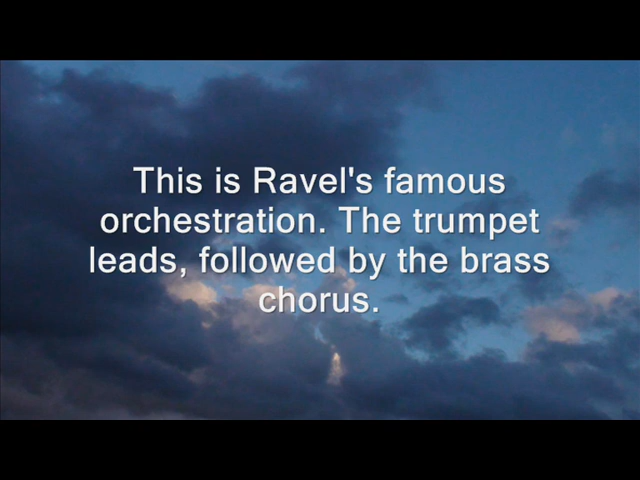 This is Ravel's famous
orchestration. The trumpet
leads, followed by the brass
chorus.